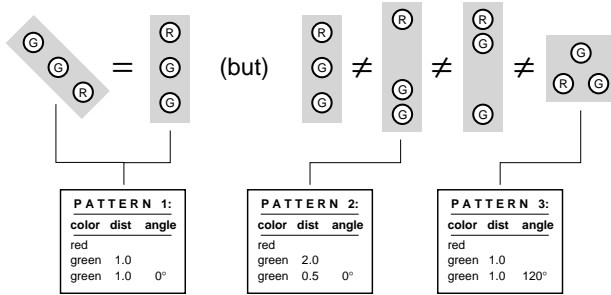 G
G
R
=
R
G
G
(but)
R
G
G
≠
R
G
G
≠
R
G
G
≠
G
R G
PATTERN 1:
color dist angle
red
green 1.0
green 1.0 0°
PATTERN 2:
color dist angle
red
green 2.0
green 0.5 0°
PATTERN 3:
color dist angle
red
green 1.0
green 1.0 120°